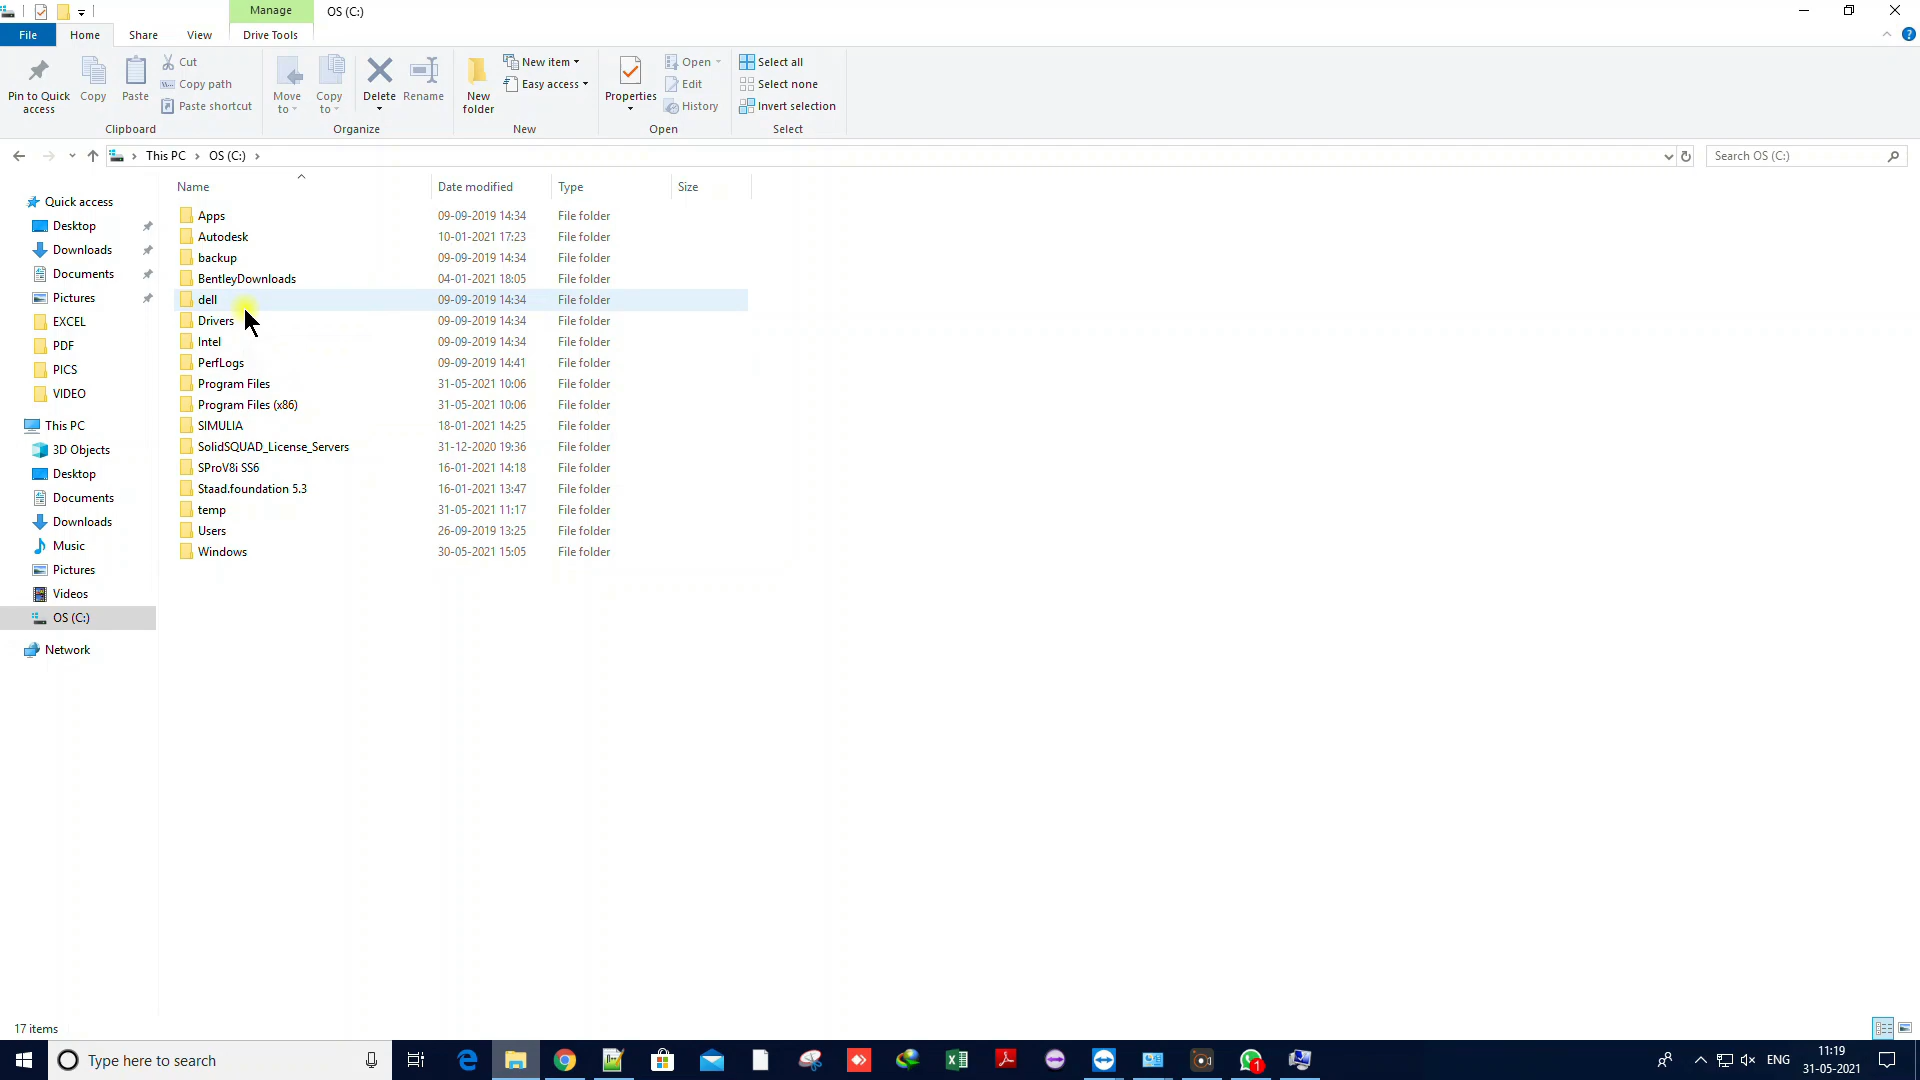 Manage
OS (C:)
File
Home
Share
View
Drive Tools
Pin to Quick access
Copy
Paste
Cut
Copy path
Paste shortcut
Clipboard
Move to
Copy to
Delete
Rename
Organize
New folder
New item
Easy access
New
Properties
Open
Edit
History
Open
Select all
Select none
Invert selection
Select
This PC > OS (C:) >
Search OS (C:)
Quick access
Desktop
Downloads
Documents
Pictures
EXCEL
PDF
PICS
VIDEO
This PC
3D Objects
Desktop
Documents
Downloads
Music
Pictures
Videos
OS (C:)
Network
Name Date modified Type Size
Apps 09-09-2019 14:34 File folder
Autodesk 10-01-2021 17:23 File folder
backup 09-09-2019 14:34 File folder
BentleyDownloads 04-01-2021 18:05 File folder
dell 09-09-2019 14:34 File folder
Drivers 09-09-2019 14:34 File folder
Intel 09-09-2019 14:34 File folder
PerfLogs 09-09-2019 14:41 File folder
Program Files 31-05-2021 10:06 File folder
Program Files (x86) 31-05-2021 10:06 File folder
SIMULIA 18-01-2021 14:25 File folder
SolidSQUAD_License_Servers 31-12-2020 19:36 File folder
SProV8i SS6 16-01-2021 14:18 File folder
Staad.foundation 5.3 16-01-2021 13:47 File folder
temp 31-05-2021 11:17 File folder
Users 26-09-2019 13:25 File folder
Windows 30-05-2021 15:05 File folder
17 items
Type here to search
1
ENG
11:19
31-05-2021